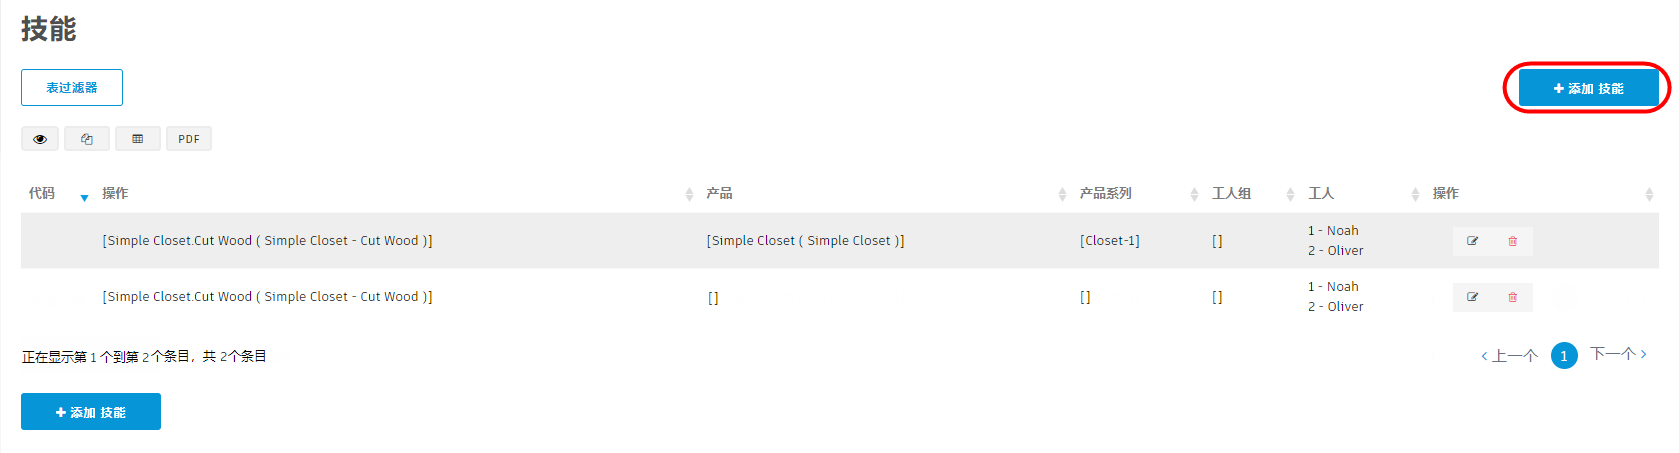 技能
表过滤器
添加 技能
PDF
代码 操作 产品 产品系列 工人组 工人 操作
[Simple Closet.Cut Wood ( Simple Closet - Cut Wood )] [Simple Closet ( Simple Closet )] [Closet-1] [] 1 - Noah
2 - Oliver
[Simple Closet.Cut Wood ( Simple Closet - Cut Wood )] [] [] [] 1 - Noah
2 - Oliver
正在显示第 1 个到第 2个条目，共 2个条目
上一个 1 下一个
添加 技能